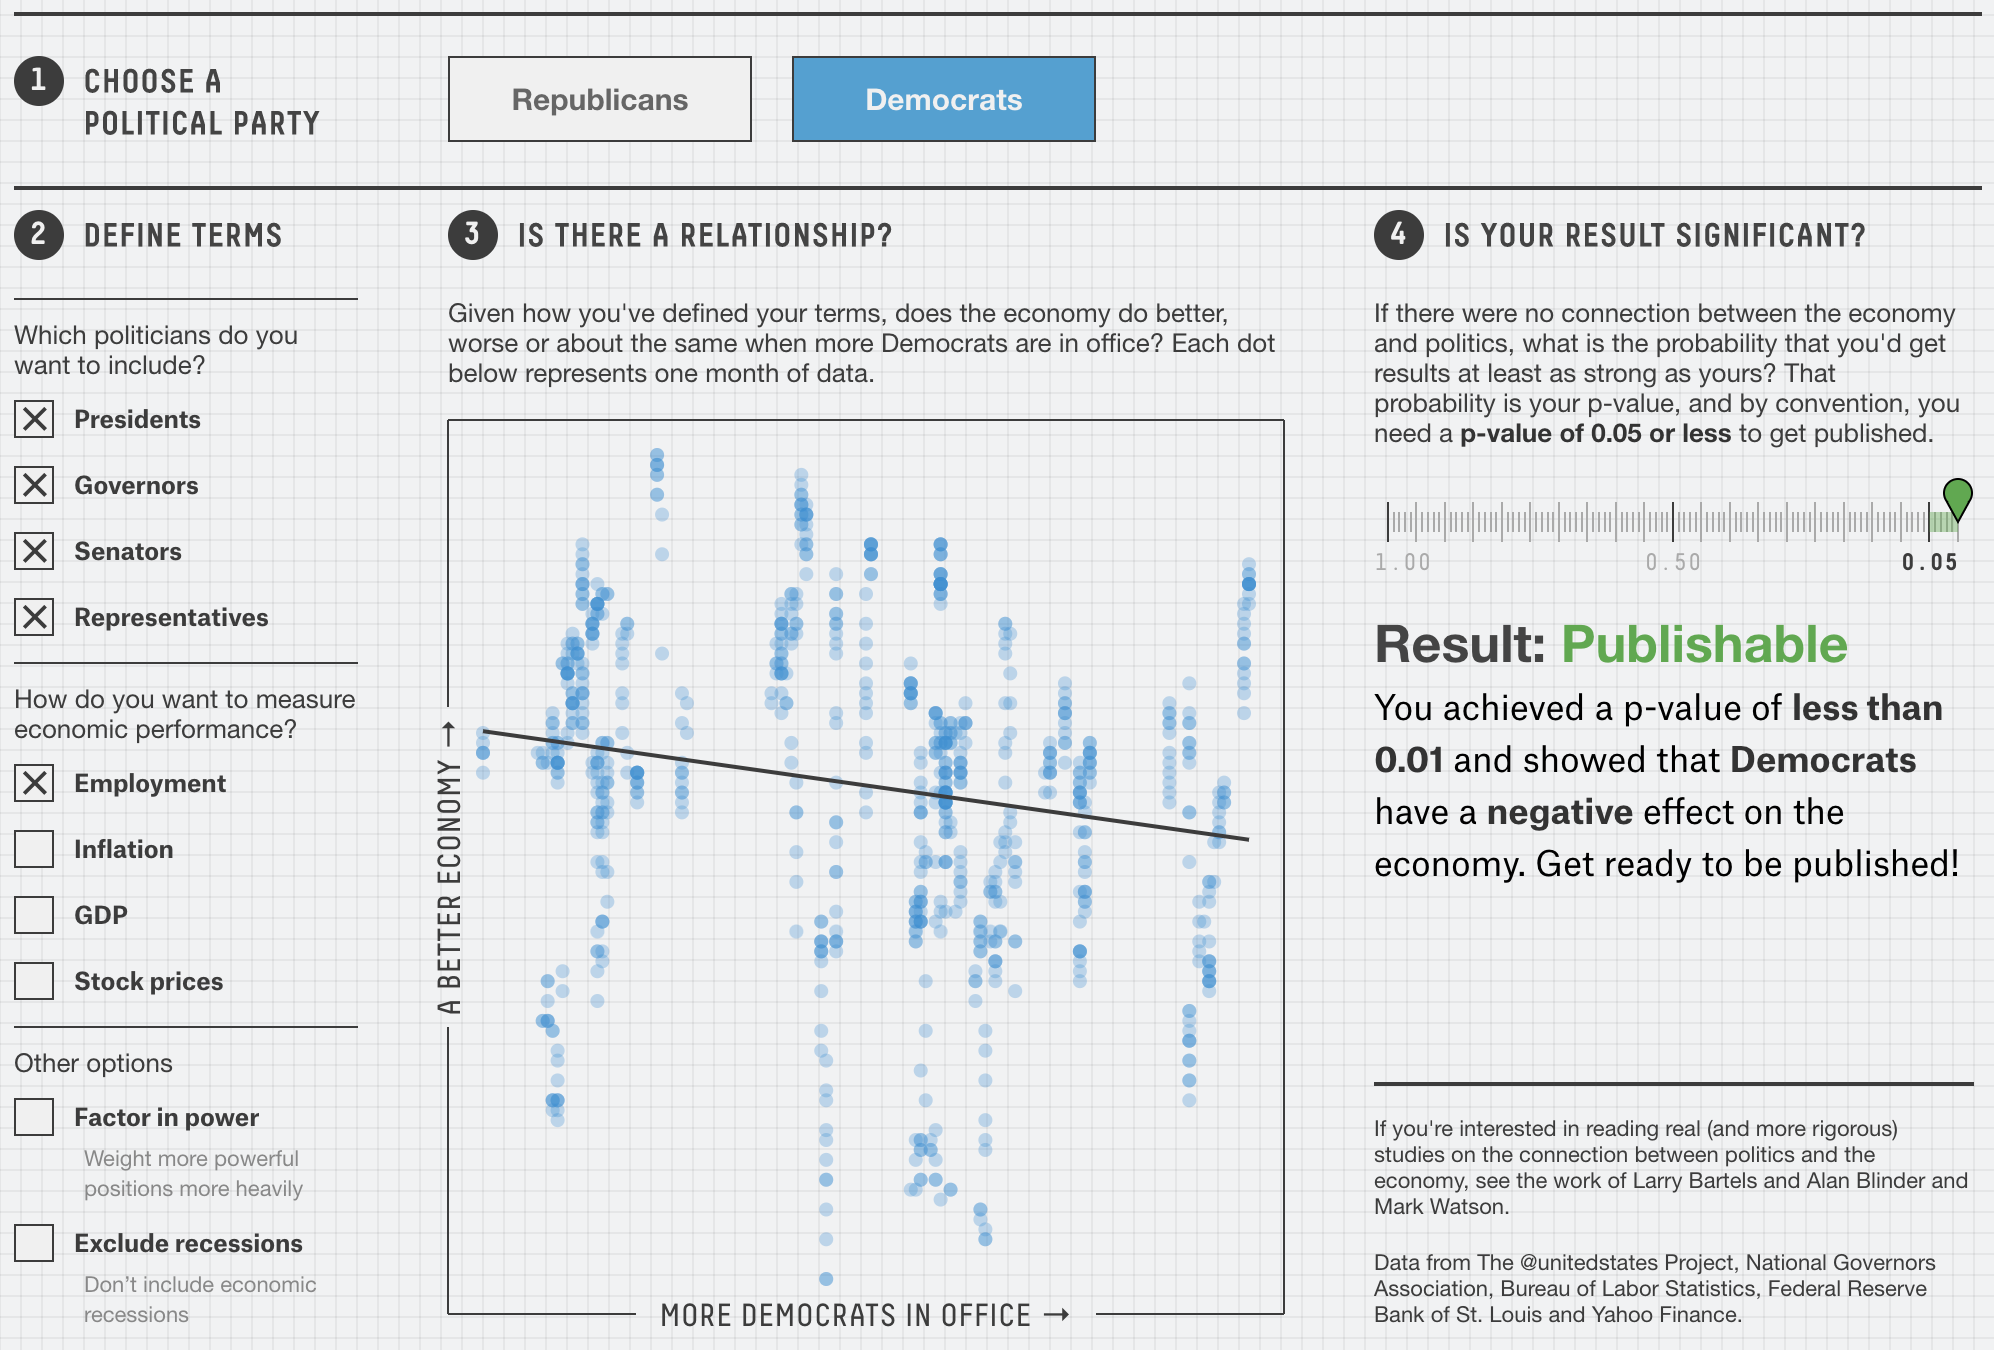 1 CHOOSE A
POLITICAL PARTY
Republicans
Democrats
2 DEFINE TERMS
Which politicians do you
want to include?
Presidents
Governors
Senators
Representatives
How do you want to measure
economic performance?
Employment
Inflation
GDP
Stock prices
Other options
Factor in power
Weight more powerful
positions more heavily
Exclude recessions
Don’t include economic
recessions
3 IS THERE A RELATIONSHIP?
Given how you've defined your terms, does the economy do better,
worse or about the same when more Democrats are in office? Each dot
below represents one month of data.
A BETTER ECONOMY →
MORE DEMOCRATS IN OFFICE →
4 IS YOUR RESULT SIGNIFICANT?
If there were no connection between the economy
and politics, what is the probability that you'd get
results at least as strong as yours? That
probability is your p-value, and by convention, you
need a p-value of 0.05 or less to get published.
1.00 0.50 0.05
Result: Publishable
You achieved a p-value of less than
0.01 and showed that Democrats
have a negative effect on the
economy. Get ready to be published!
If you're interested in reading real (and more rigorous)
studies on the connection between politics and the
economy, see the work of Larry Bartels and Alan Blinder and
Mark Watson.
Data from The @unitedstates Project, National Governors
Association, Bureau of Labor Statistics, Federal Reserve
Bank of St. Louis and Yahoo Finance.